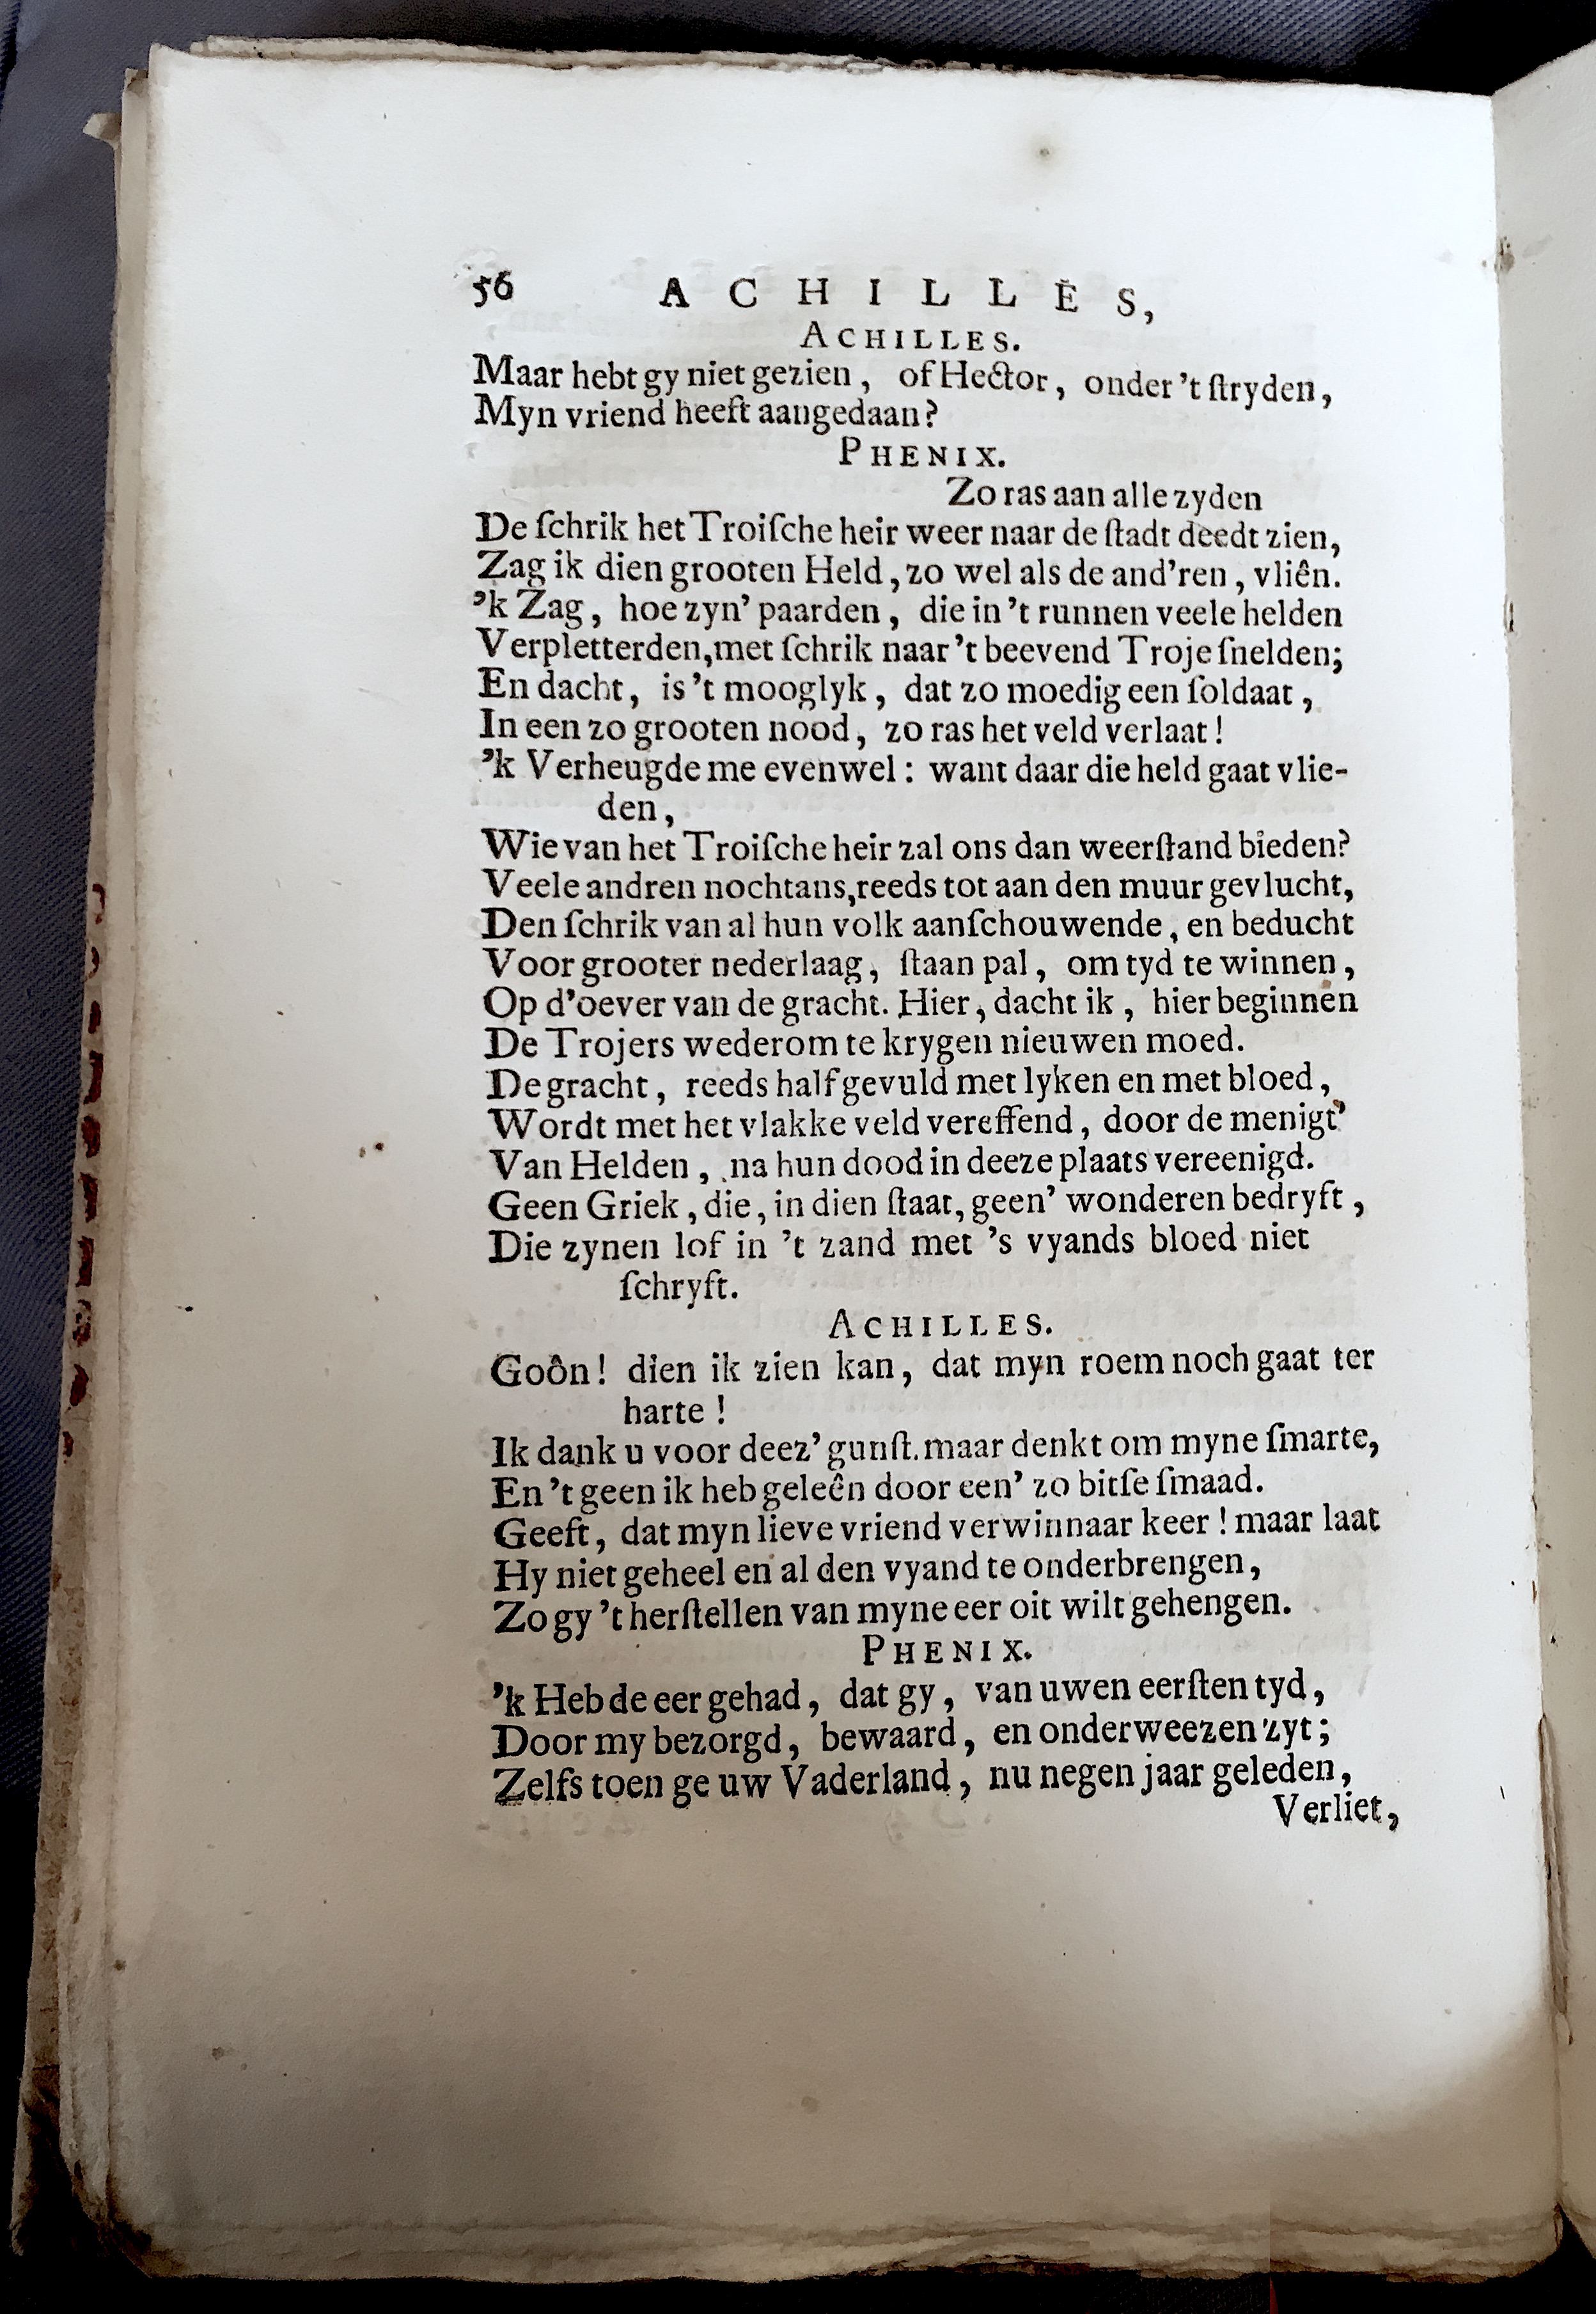 56 ACHILLES,
ACHILLES.
Maar hebt gy niet gezien, of Hector, onder 't ſtryden,
Myn vriend heeft aangedaan?
PHENIX.
Zo ras aan alle zyden
De ſchrik het Troiſche heir weer naar de ſtadt deedt zien,
Zag ik dien grooten Held, zo wel als de and'ren, vliên.
'k Zag, hoe zyn' paarden, die in 't runnen veele helden
Verpletterden, met ſchrik naar 't beevend Troje ſnelden;
En dacht, is 't mooglyk, dat zo moedig een ſoldaat,
In een zo grooten nood, zo ras het veld verlaat!
'k Verheugde me evenwel: want daar die held gaat vlie-
den,
Wie van het Troiſche heir zal ons dan weerſtand bieden?
Veele andren nochtans, reeds tot aan den muur gevlucht,
Den ſchrik van al hun volk aanſchouwende, en beducht
Voor grooter nederlaag, ſtaan pal, om tyd te winnen,
Op d'oever van de gracht. Hier, dacht ik, hier beginnen
De Trojers wederom te krygen nieuwen moed.
De gracht, reeds half gevuld met lyken en met bloed,
Wordt met het vlakke veld vereffend, door de menigt'
Van Helden, na hun dood in deeze plaats vereenigd.
Geen Griek, die, in dien ſtaat, geen' wonderen bedryft,
Die zynen lof in 't zand met 's vyands bloed niet
ſchryft.
ACHILLES.
Goôn! dien ik zien kan, dat myn roem noch gaat ter
harte!
Ik dank u voor deez' gunſt. maar denkt om myne ſmarte,
En 't geen ik heb geleên door een' zo bitſe ſmaad.
Geeft, dat myn lieve vriend verwinnaar keer! maar laat
Hy niet geheel en al den vyand te onderbrengen,
Zo gy 't herſtellen van myne eer oit wilt gehengen.
PHENIX.
'k Heb de eer gehad, dat gy, van uwen eerſten tyd,
Door my bezorgd, bewaard, en onderweezen zyt;
Zelfs toen ge uw Vaderland, nu negen jaar geleden,
Verliet,